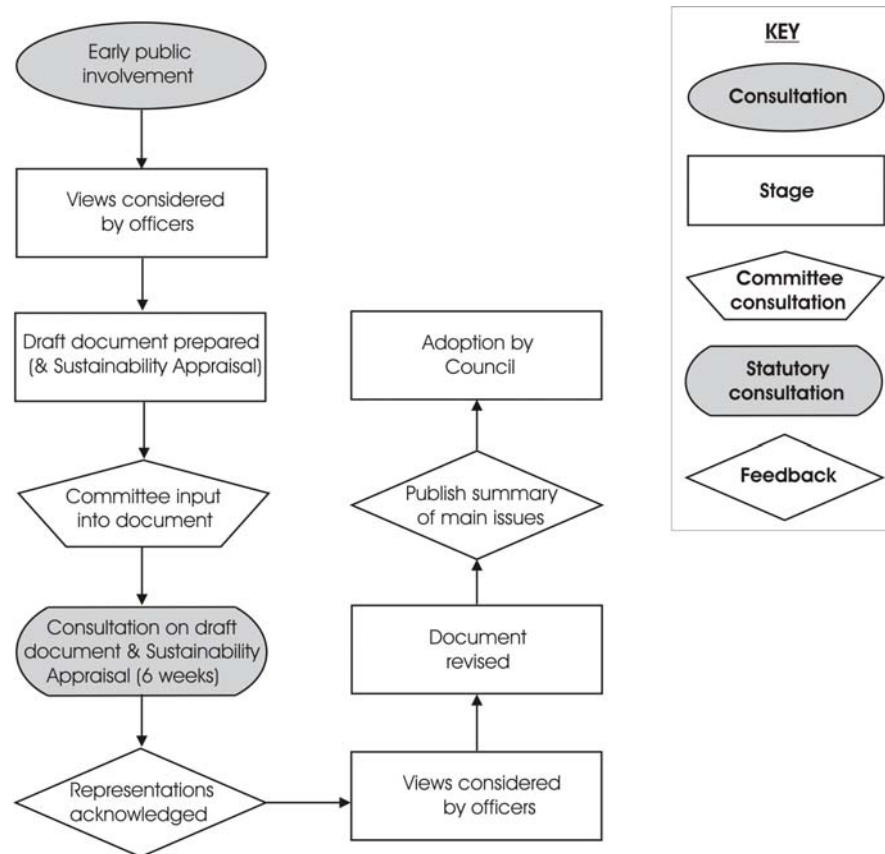 Early public
involvement
Views considered
by officers
Draft document prepared
(& Sustainability Appraisal)
Committee input
into document
Consultation on draft
document & Sustainability
Appraisal (6 weeks)
Representations
acknowledged
Views considered
by officers
Document
revised
Publish summary
of main issues
Adoption by
Council
KEY
Consultation
Stage
Committee
consultation
Statutory
consultation
Feedback